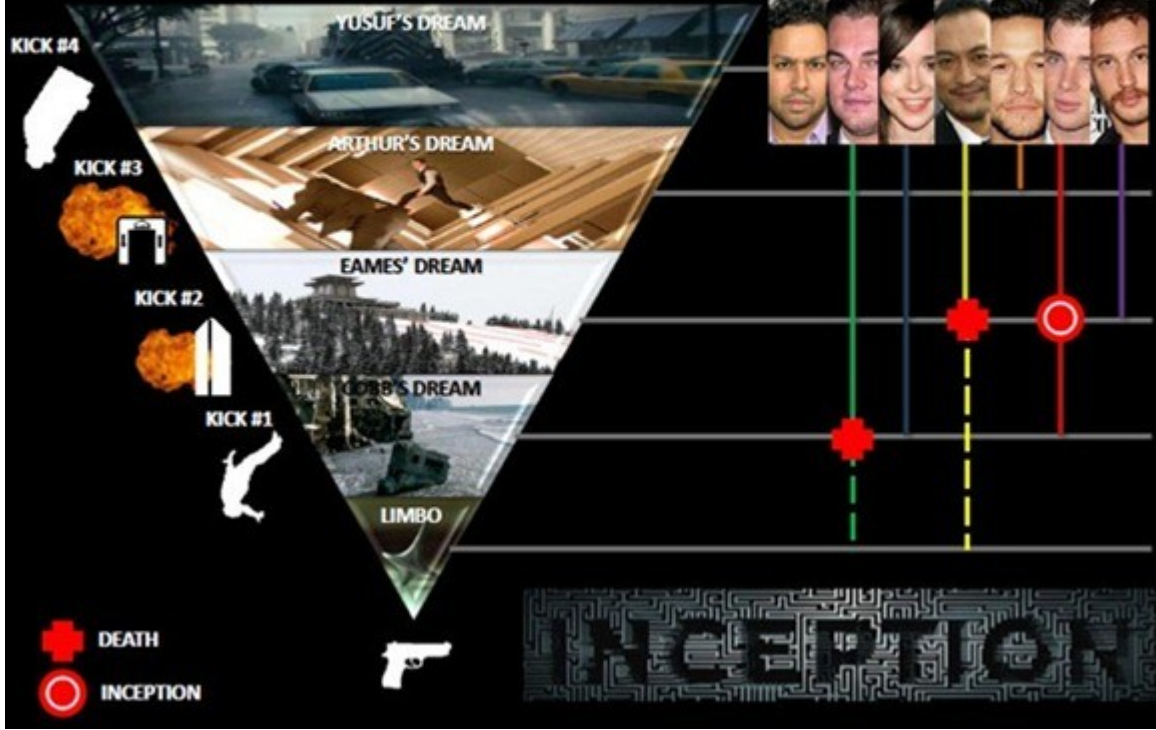 YUSUF'S DREAM
KICK #4
ARTHUR'S DREAM
KICK #3
EAMES' DREAM
KICK #2
COBB'S DREAM
KICK #1
LIMBO
DEATH
INCEPTION
INCEPTION